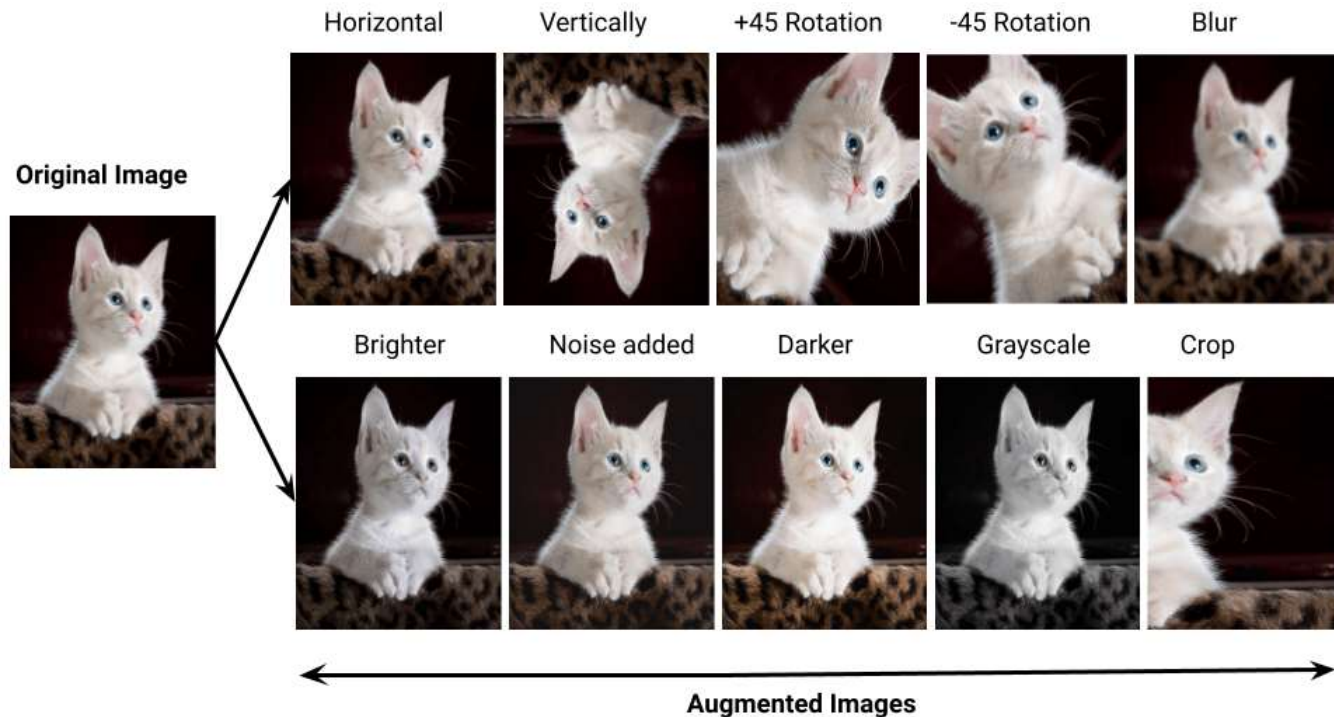 Horizontal
Vertically
+45 Rotation
-45 Rotation
Blur
Original Image
Brighter
Noise added
Darker
Grayscale
Crop
Augmented Images